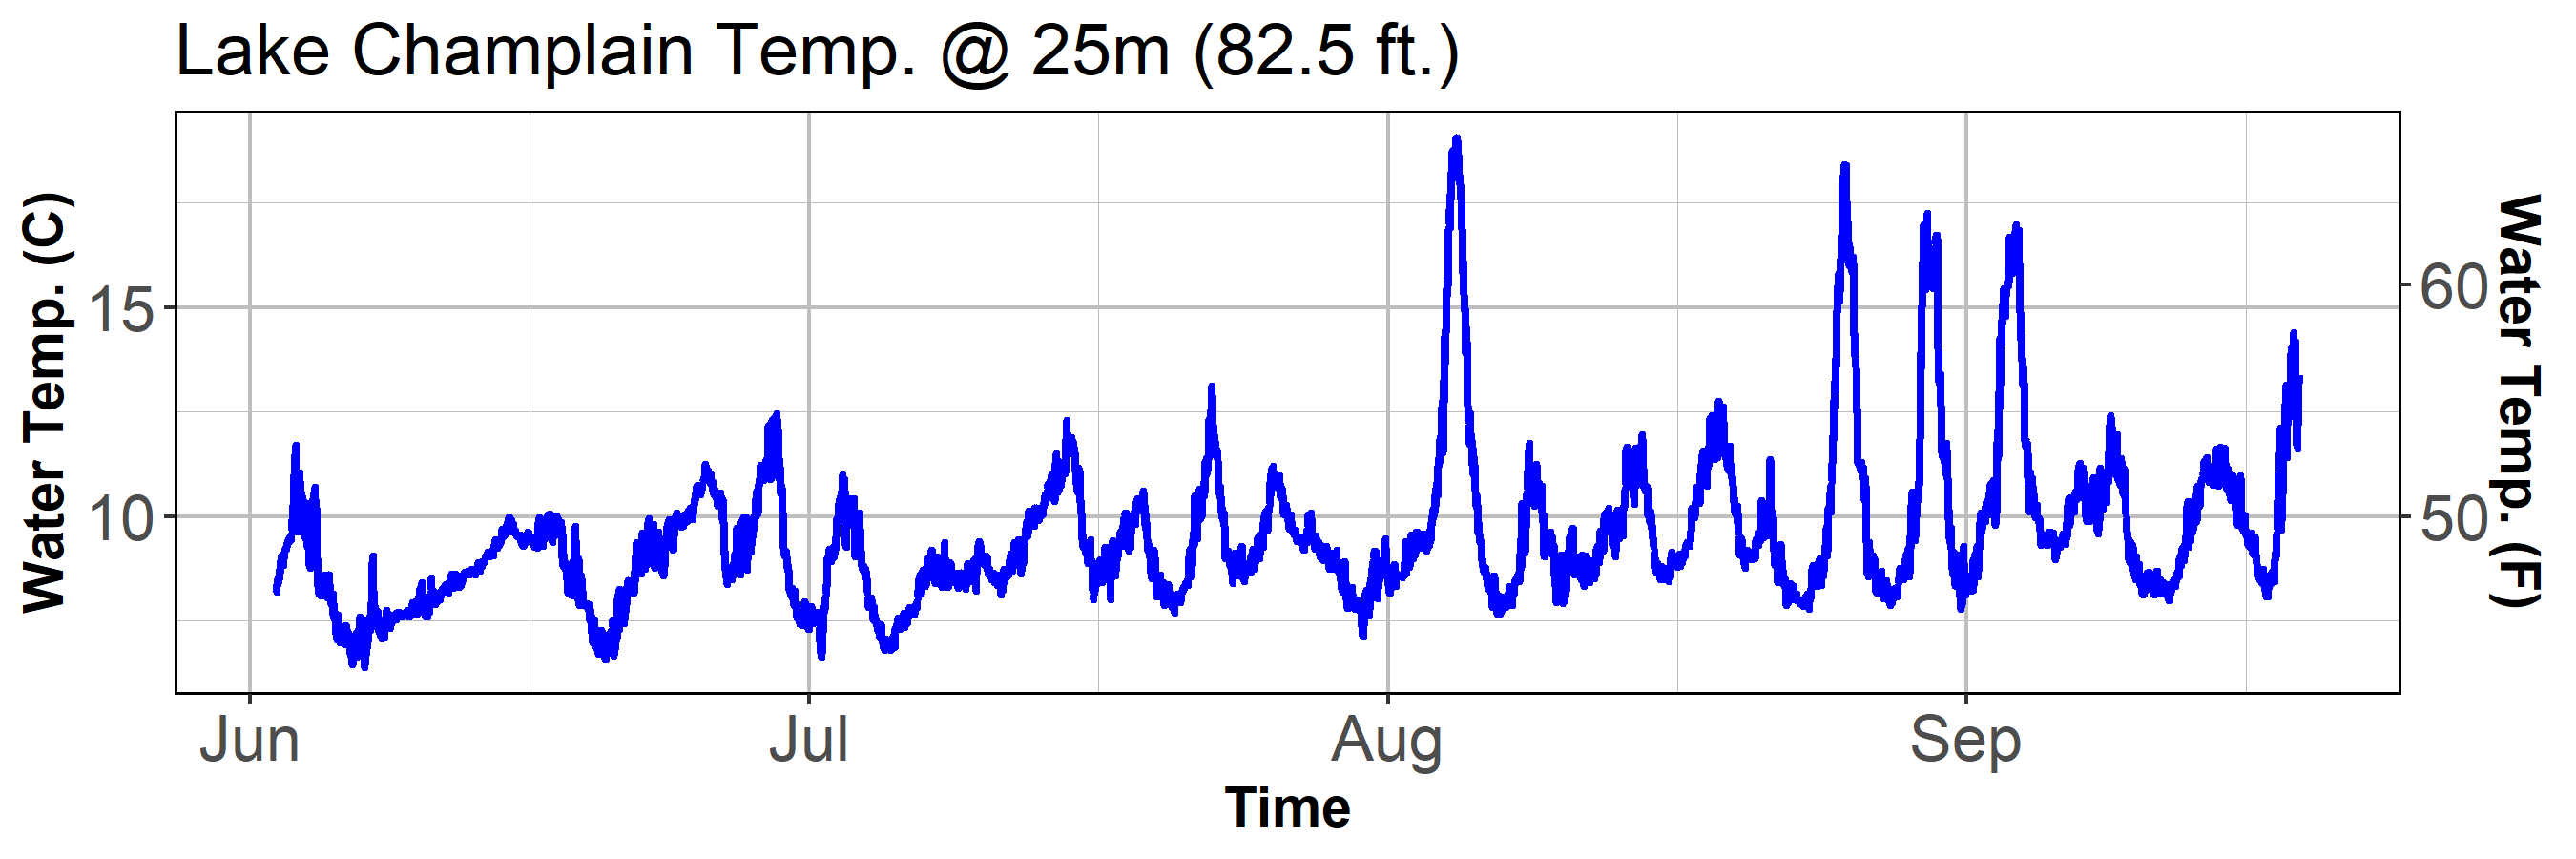 Lake Champlain Temp. @ 25m (82.5 ft.)
Water Temp. (C)
15
10
60
50
Water Temp. (F)
Jun Jul Aug Sep
Time